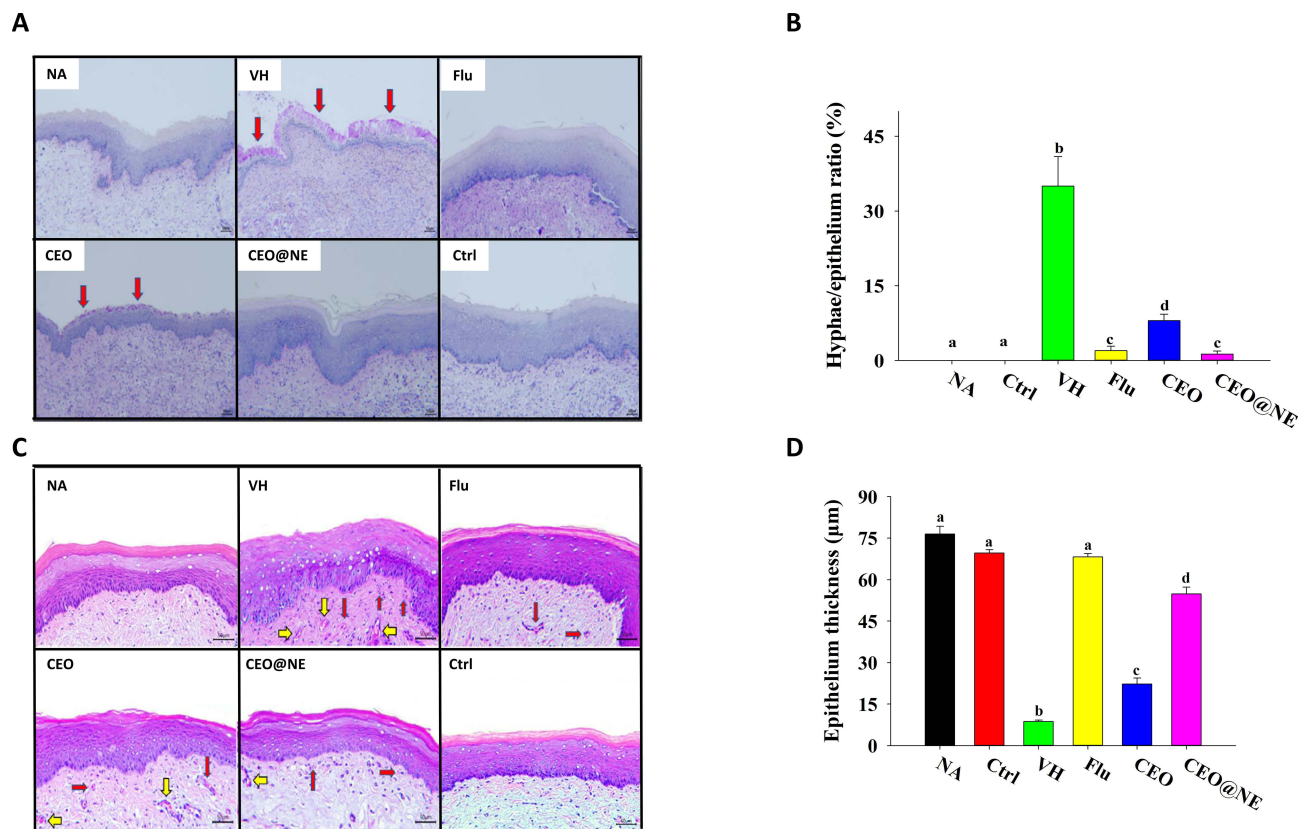 A
NA
VH
Flu
CEO
CEO@NE
Ctrl
B
Hyphae/epithelium ratio (%)
45
30
15
0
a
a
b
c
d
c
NA
Ctrl
VH
Flu
CEO
CEO@NE
C
NA
VH
Flu
CEO
CEO@NE
Ctrl
D
Epithelium thickness (µm)
90
75
60
45
30
15
0
a
a
b
a
c
d
NA
Ctrl
VH
Flu
CEO
CEO@NE